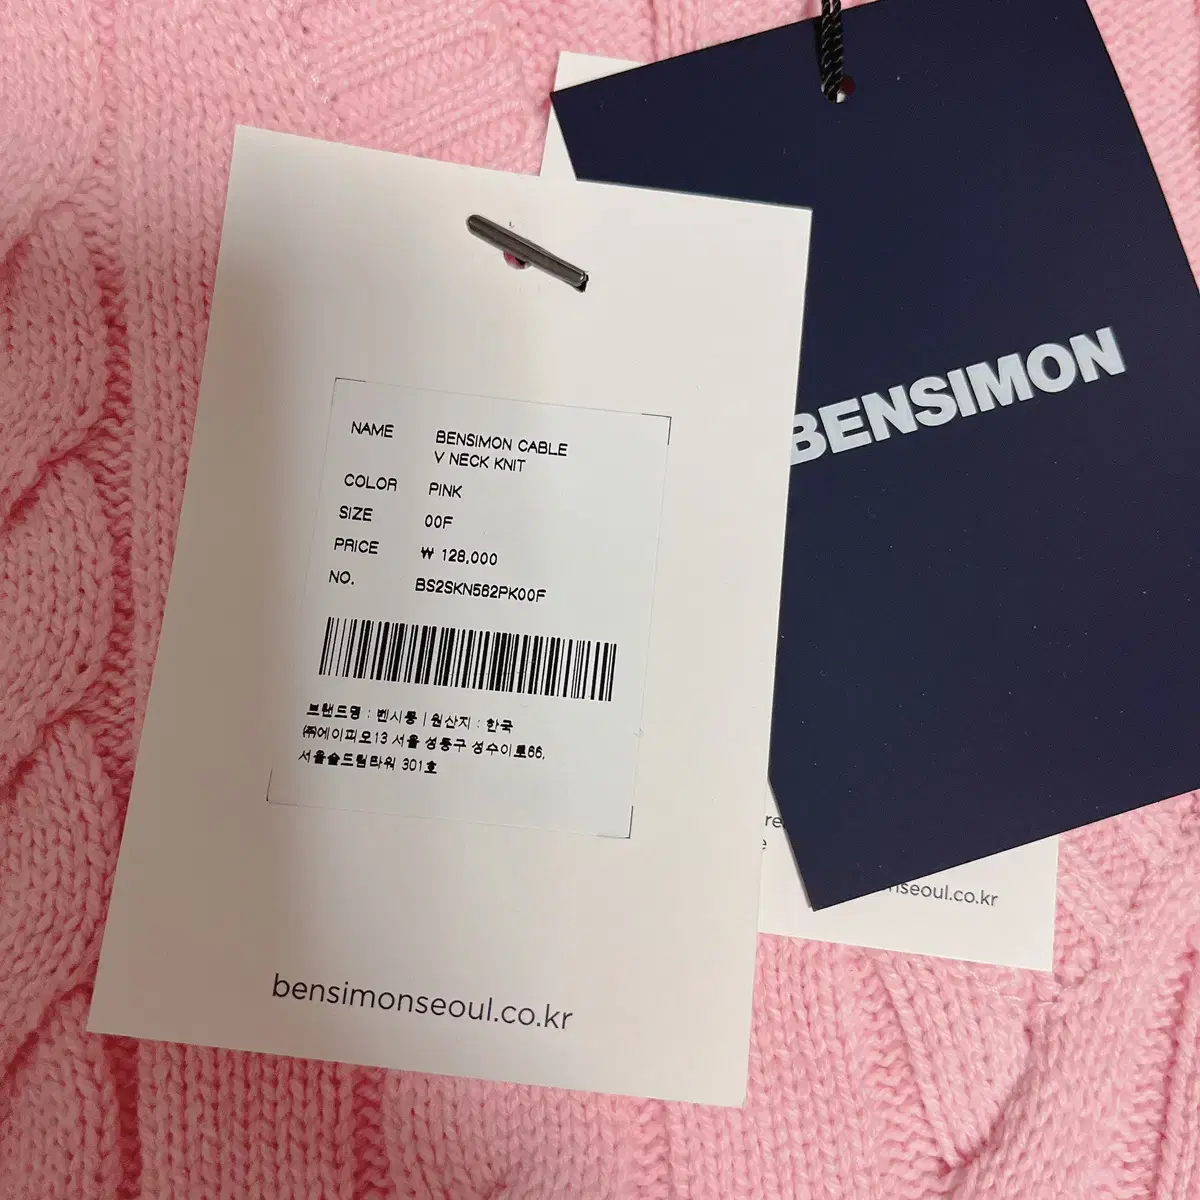 BENSIMON
NAME BENSIMON CABLE
V NECK KNIT
COLOR PINK
SIZE 00F
PRICE ₩ 128,000
NO. BS2SKN562PK00F
브랜드명 : 벤시몽 | 원산지 : 한국
㈜에이피오13 서울 성동구 성수이로66,
서울숲드림타워 301호
bensimonseoul.co.kr
re
e
nseoul.co.kr